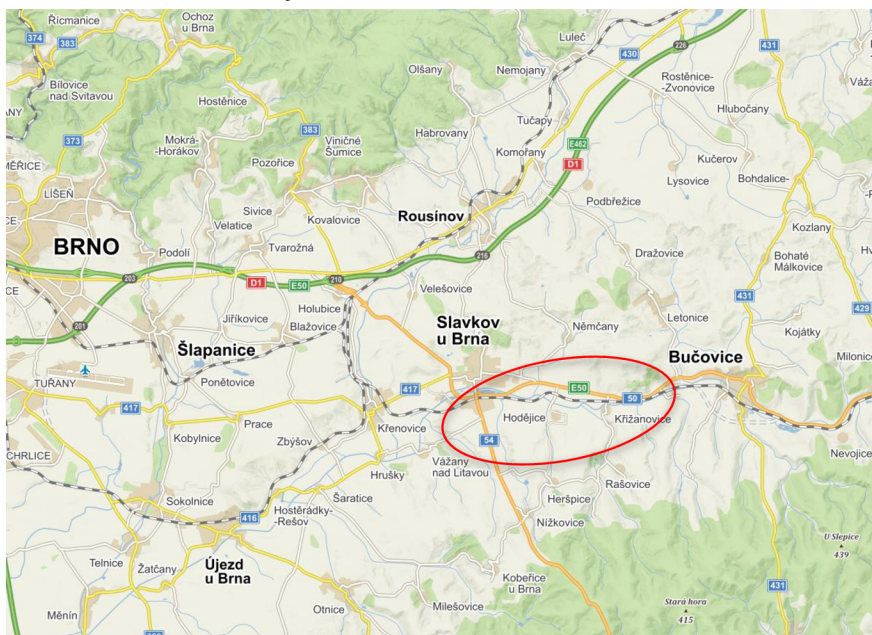 Řícmanice
Ochoz
u Brna
374
383
Bílovice
nad Svitavou
Hostěnice
Olšany
Luleč
Nemojany
430
226
431
Rostěnice-
-Zvonovice
Hlubočany
373
Mokrá-
-Horákov
383
Viničné
Šumice
Pozořice
Habrovany
Tučapy
Komořany
E462
D1
Kučerov
Lysovice
Bohdalice-
LÍŠEŇ
Sivice
Velatice
Kovalovice
Rousínov
Podbřežice
Kozlany
BRNO
Podolí
Tvarožná
216
Dražovice
Bohaté
Málkovice
203
D1
E50
210
Velešovice
431
429
201
Jiříkovice
Holubice
Blažovice
Slavkov
u Brna
Němčany
Letonice
Kojátky
Šlapanice
Bučovice
Milonice
TUŘANY
Ponětovice
417
E50
50
417
Kobylnice
Prace
Zbýšov
Křenovice
Hodějice
Křižanovice
54
CHRLICE
Hrušky
Vážany
nad Litavou
Rašovice
Nevojice
Sokolnice
Šaratice
Hostěrádky-
-Rešov
416
Heršpice
Nížkovice
U Slepice
439
Telnice
Žatčany
Újezd
u Brna
Kobeřice
u Brna
431
Měnín
Otnice
Milešovice
Stará hora
415